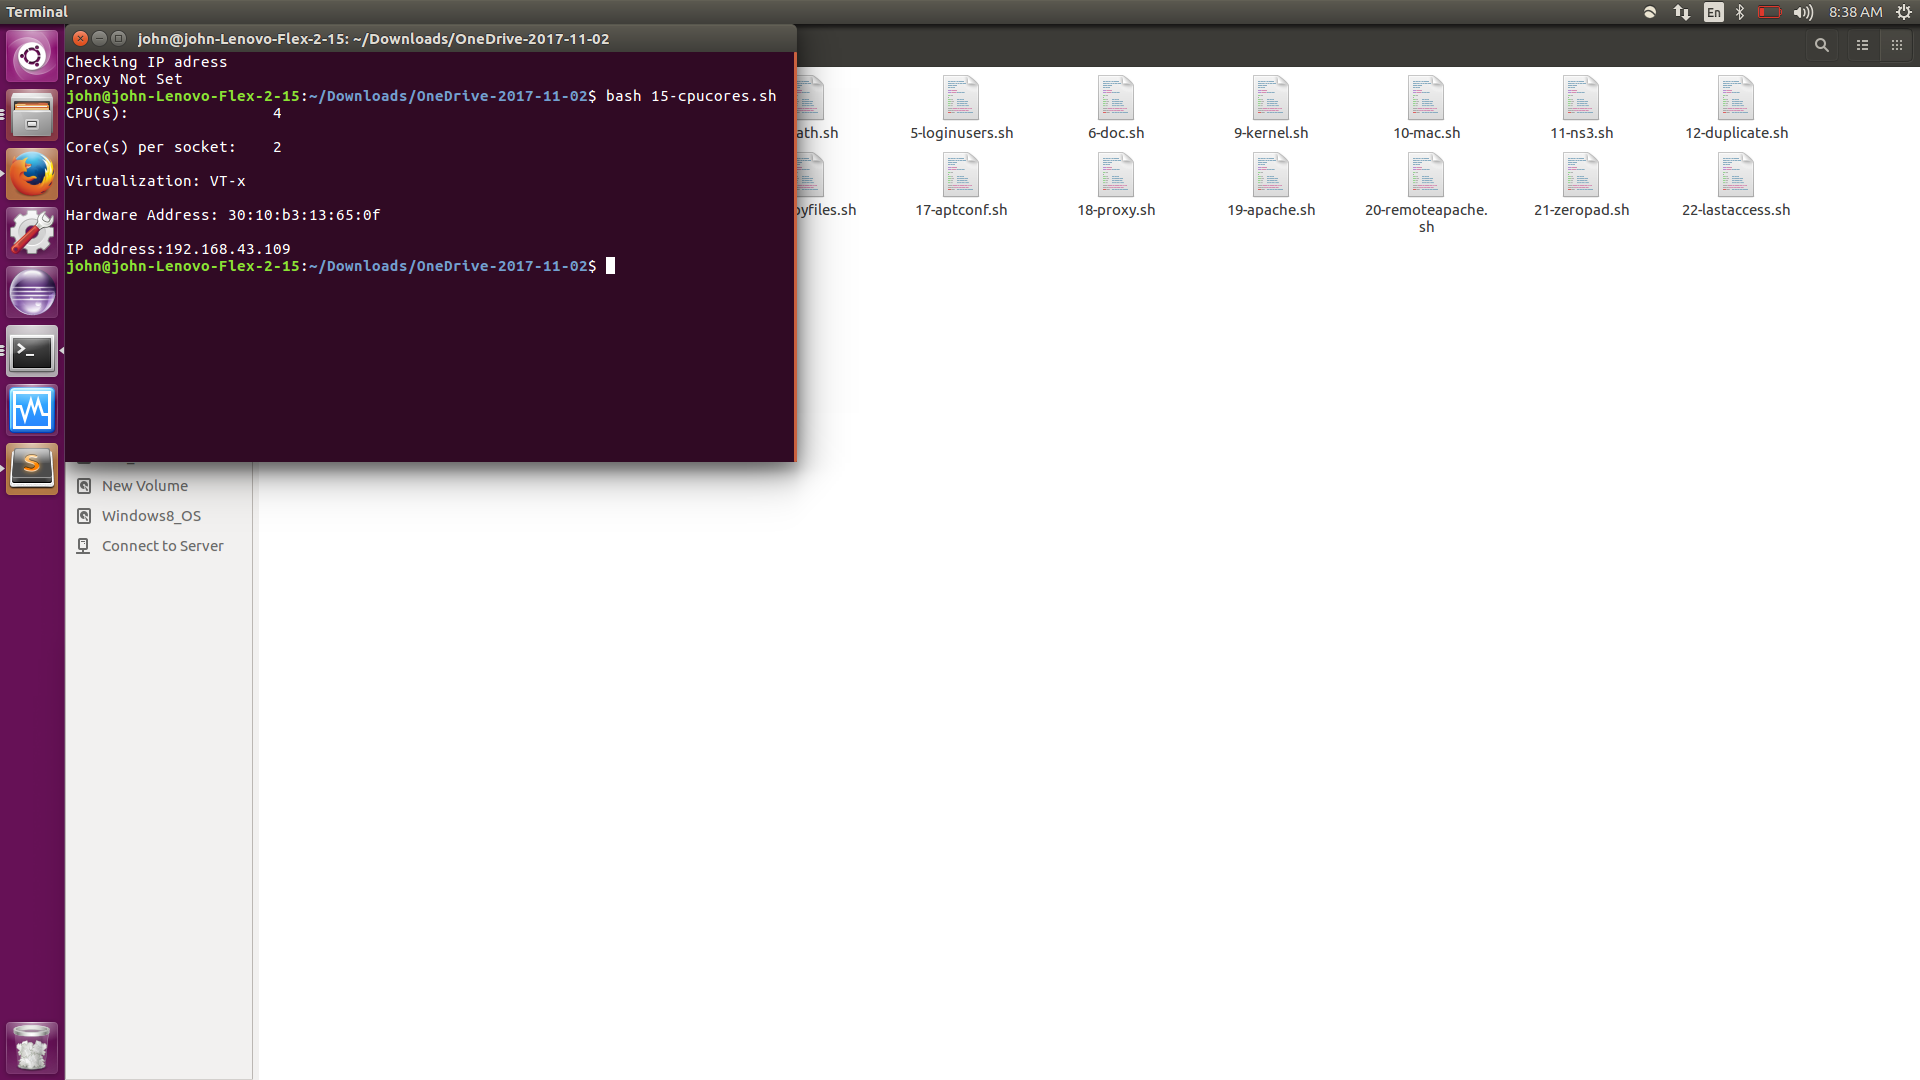 Terminal
En
8:38 AM
john@john-Lenovo-Flex-2-15: ~/Downloads/OneDrive-2017-11-02
Checking IP adress
Proxy Not Set
john@john-Lenovo-Flex-2-15:~/Downloads/OneDrive-2017-11-02$ bash 15-cpucores.sh
CPU(s):                4
Core(s) per socket:    2
Virtualization: VT-x
Hardware Address: 30:10:b3:13:65:0f
IP address:192.168.43.109
john@john-Lenovo-Flex-2-15:~/Downloads/OneDrive-2017-11-02$
ath.sh
5-loginusers.sh
6-doc.sh
9-kernel.sh
10-mac.sh
11-ns3.sh
12-duplicate.sh
pyfiles.sh
17-aptconf.sh
18-proxy.sh
19-apache.sh
20-remoteapache.
sh
21-zeropad.sh
22-lastaccess.sh
New Volume
Windows8_OS
Connect to Server